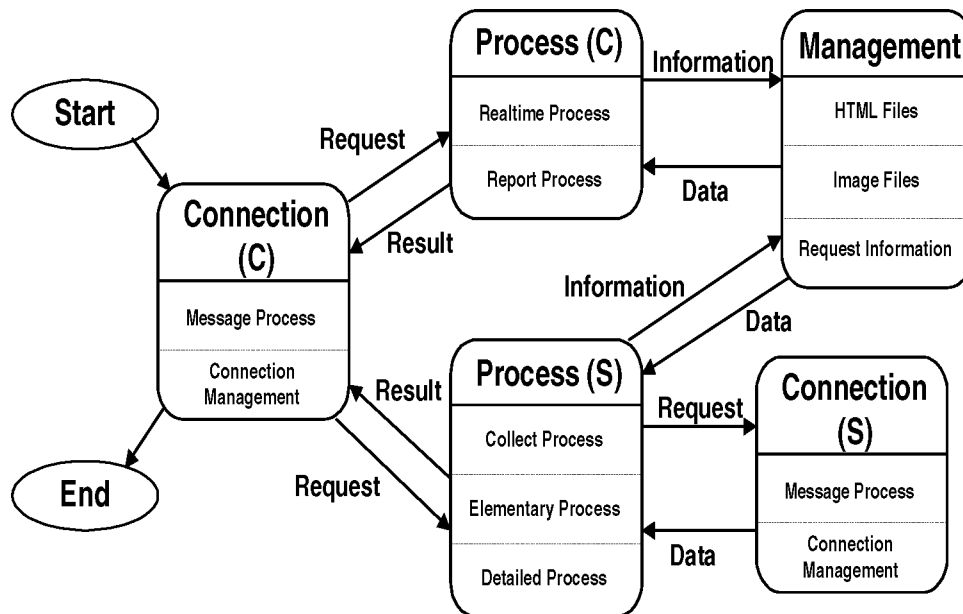 Start
Connection
(C)
Message Process
Connection
Management
End
Request
Result
Process (C)
Realtime Process
Report Process
Information
Data
Management
HTML Files
Image Files
Request Information
Information
Data
Result
Request
Process (S)
Collect Process
Elementary Process
Detailed Process
Request
Data
Connection
(S)
Message Process
Connection
Management